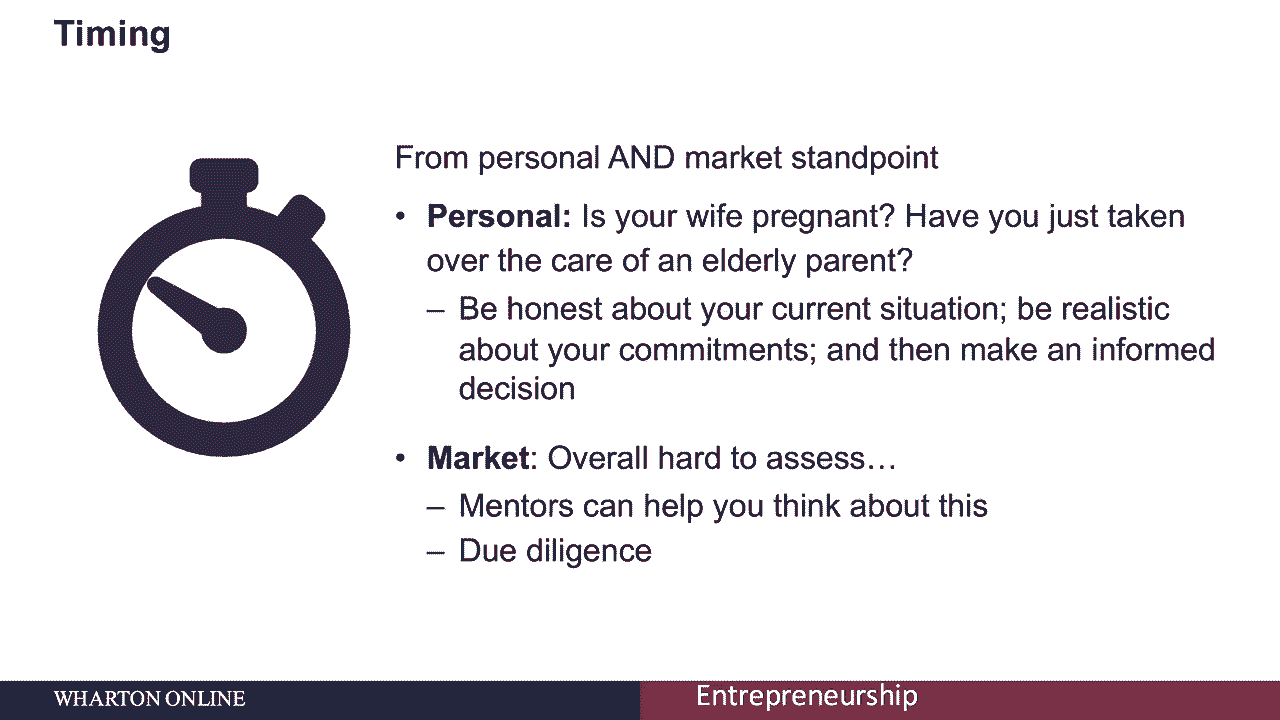 Timing
From personal AND market standpoint
• Personal: Is your wife pregnant? Have you just taken
over the care of an elderly parent?
– Be honest about your current situation; be realistic
about your commitments; and then make an informed
decision
• Market: Overall hard to assess…
– Mentors can help you think about this
– Due diligence
WHARTON ONLINE
Entrepreneurship